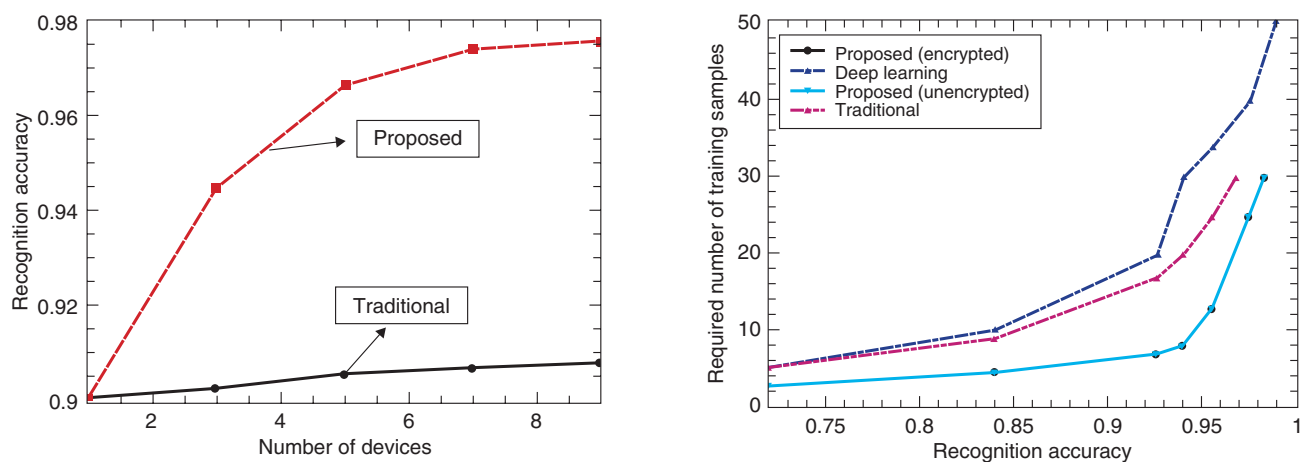 0.98
0.96
0.94
0.92
0.9
Recognition accuracy
Proposed
Traditional
2
4
6
8
Number of devices
50
40
30
20
10
0
Required number of training samples
Proposed (encrypted)
Deep learning
Proposed (unencrypted)
Traditional
0.75
0.8
0.85
0.9
0.95
1
Recognition accuracy